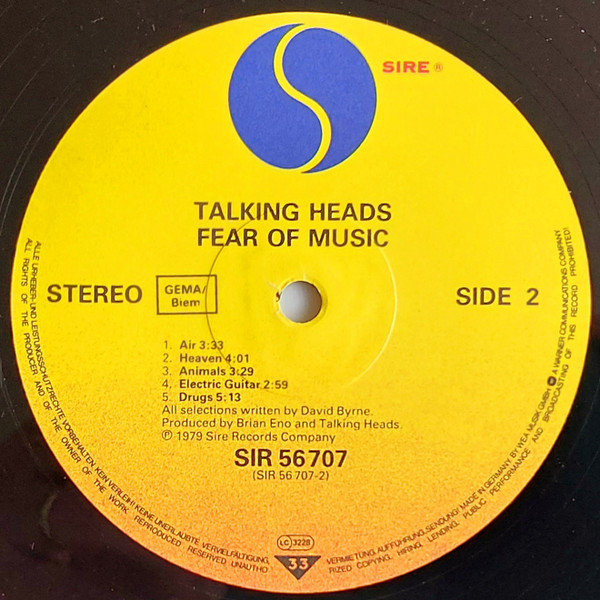 SIRE ®
TALKING HEADS
FEAR OF MUSIC
STEREO
GEMA/
Biem
SIDE 2
1. Air 3:33
2. Heaven 4:01
3. Animals 3:29
4. Electric Guitar 2:59
5. Drugs 5:13
All selections written by David Byrne.
Produced by Brian Eno and Talking Heads.
℗ 1979 Sire Records Company
SIR 56 707
(SIR 56 707-2)
LC 3228
33
ALLE URHEBER- UND LEISTUNGSSCHUTZRECHTE VORBEHALTEN. KEIN VERLEIH! KEINE UNERLAUBTE VERVIELFÄLTIGUNG, VERMIETUNG, AUFFÜHRUNG, SENDUNG! MADE IN GERMANY BY WEA MUSIK GMBH A WARNER COMMUNICATIONS COMPANY
ALL RIGHTS OF THE PRODUCER AND OF THE OWNER OF THE WORK REPRODUCED RESERVED UNAUTHORIZED COPYING, HIRING, LENDING, PUBLIC PERFORMANCE AND BROADCASTING OF THIS RECORD PROHIBITED!